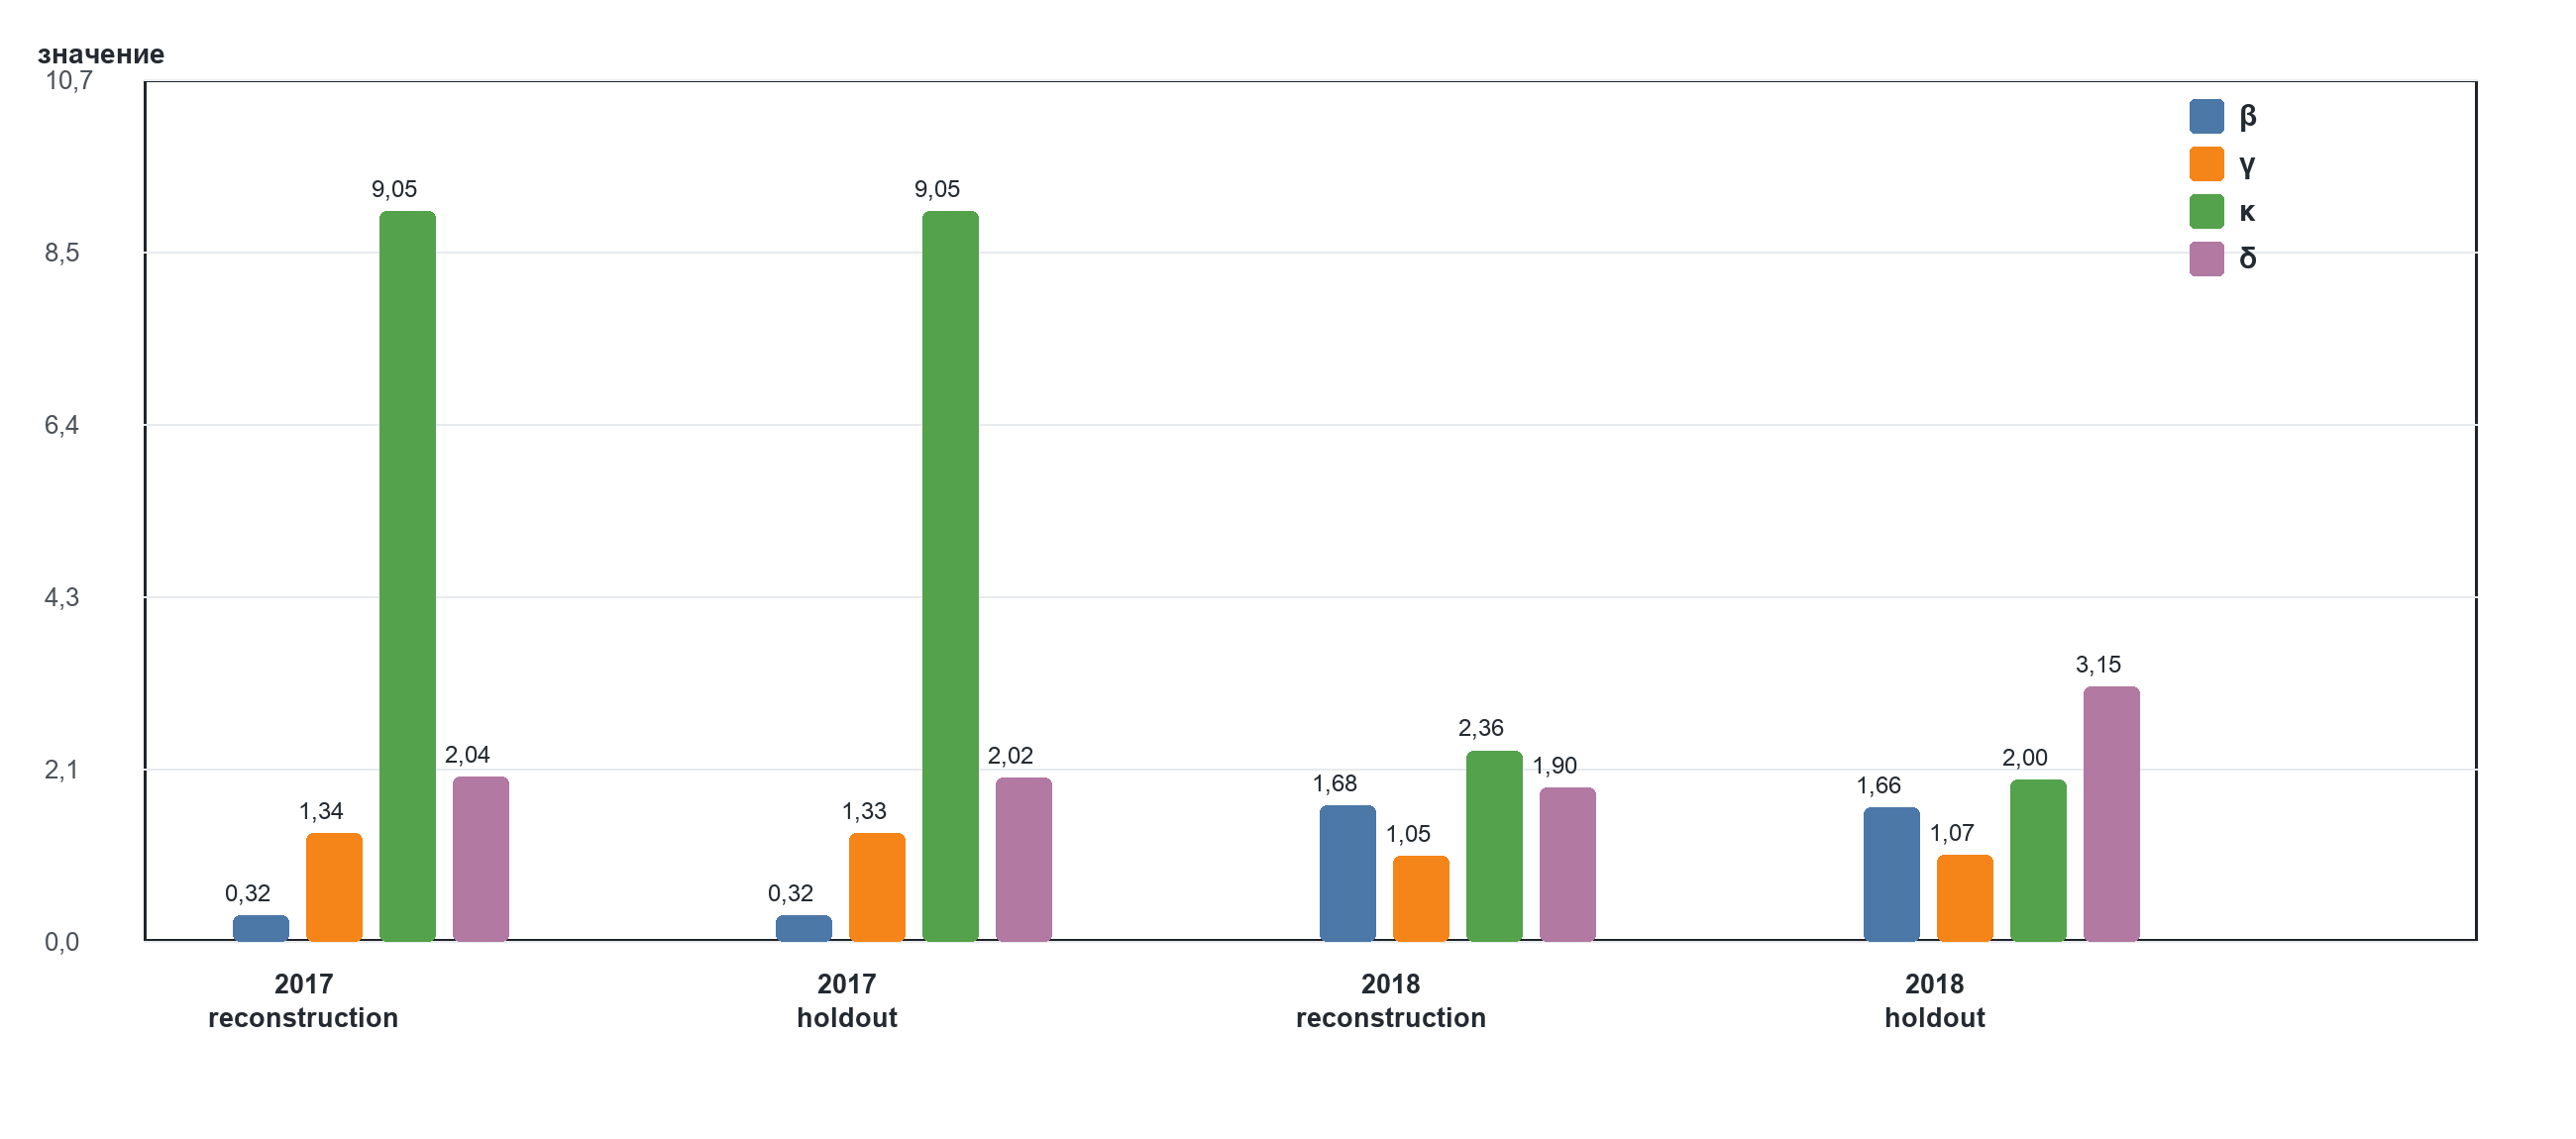 значение
10,7
8,5
6,4
4,3
2,1
0,0
β
γ
κ
δ
0,32
1,34
9,05
2,04
0,32
1,33
9,05
2,02
1,68
1,05
2,36
1,90
1,66
1,07
2,00
3,15
2017
reconstruction
2017
holdout
2018
reconstruction
2018
holdout